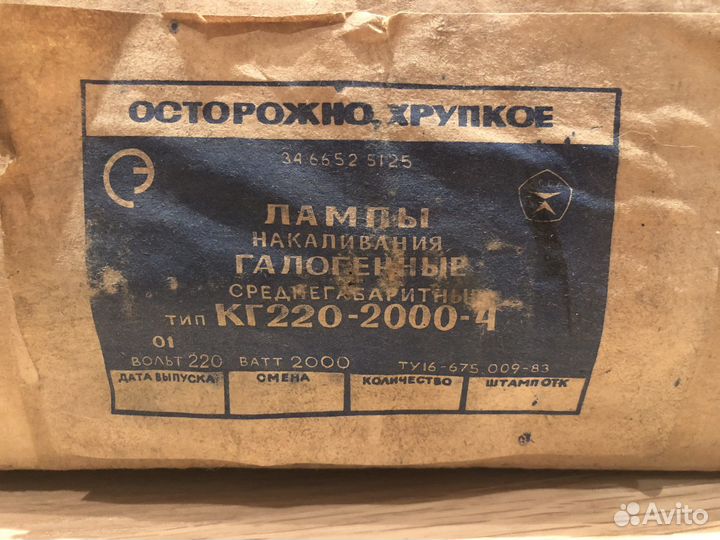 ОСТОРОЖНО, ХРУПКОЕ
34 6652 5125
ЛАМПЫ
НАКАЛИВАНИЯ
ГАЛОГЕННЫЕ
СРЕДНЕГАБАРИТНЫЕ
ТИП КГ220-2000-4
01
ВОЛЬТ 220 ВАТТ 2000 ТУ16-675.009-83
ДАТА ВЫПУСКА СМЕНА КОЛИЧЕСТВО ШТАМП ОТК
Avito